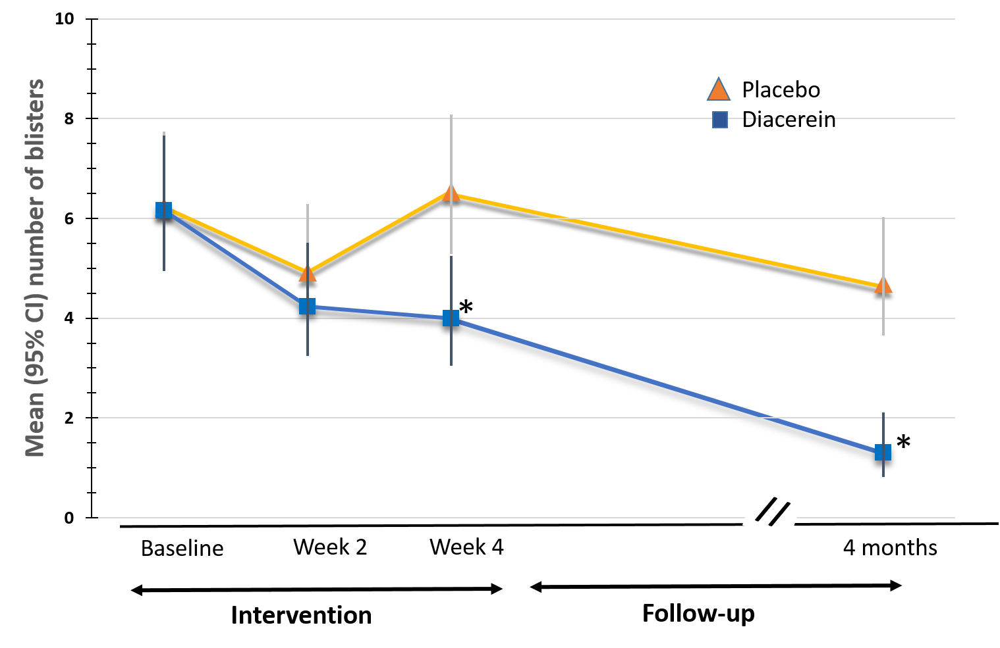 10
8
6
4
2
0
Mean (95% CI) number of blisters
Placebo
Diacerein
*
*
Baseline
Week 2
Week 4
4 months
Intervention
Follow-up